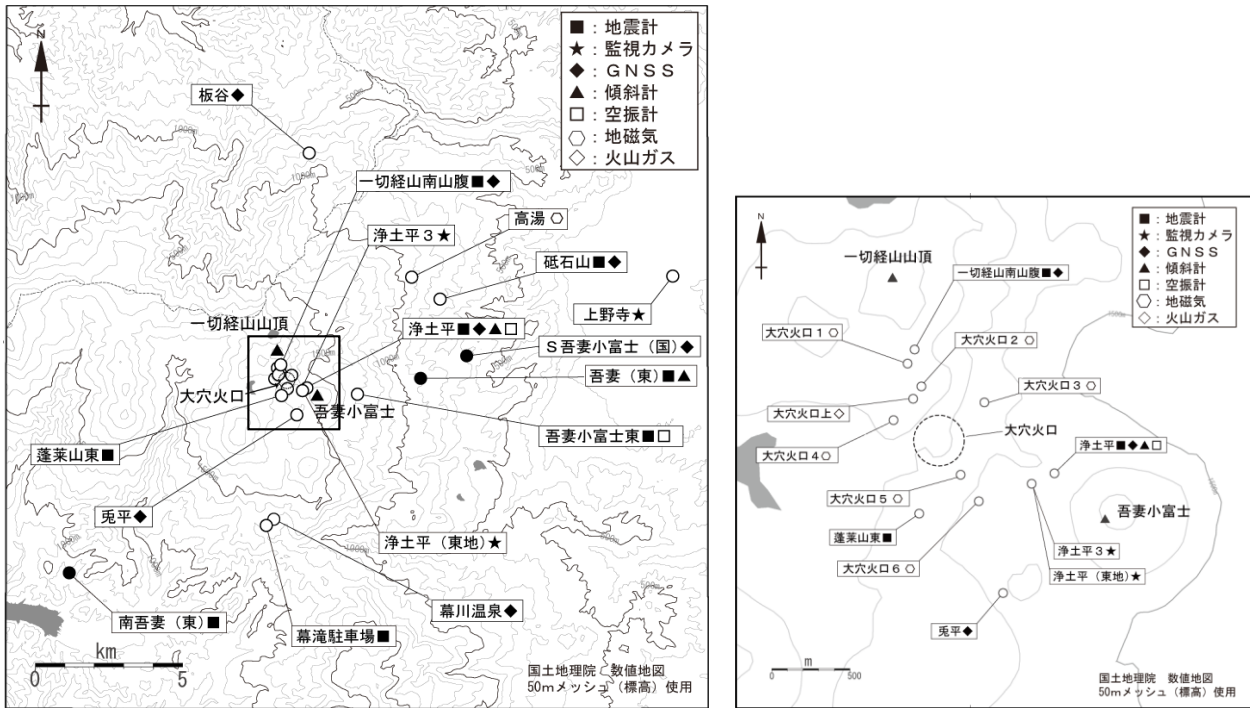 ■：地震計
★：監視カメラ
◆：ＧＮＳＳ
▲：傾斜計
□：空振計
⬡：地磁気
◇：火山ガス
板谷◆
500m
1000m
一切経山南山腹■◆
高湯⬡
浄土平３★
砥石山■◆
上野寺★
一切経山山頂
浄土平■◆▲□
Ｓ吾妻小富士（国）◆
吾妻（東）■▲
大穴火口
吾妻小富士
吾妻小富士東■□
蓬莱山東■
兎平◆
浄土平（東地）★
幕川温泉◆
南吾妻（東）■
幕滝駐車場■
km
0 5
国土地理院　数値地図
50mメッシュ（標高）使用
N
■：地震計
★：監視カメラ
◆：GNSS
▲：傾斜計
□：空振計
⬡：地磁気
◇：火山ガス
一切経山山頂
一切経山南山腹■◆
大穴火口１⬡
大穴火口２⬡
大穴火口３⬡
大穴火口上◇
大穴火口
大穴火口４⬡
浄土平■◆▲□
大穴火口５⬡
吾妻小富士
蓬莱山東■
浄土平３★
大穴火口６⬡
浄土平（東地）★
兎平◆
m
0 500
国土地理院　数値地図
50mメッシュ（標高）使用